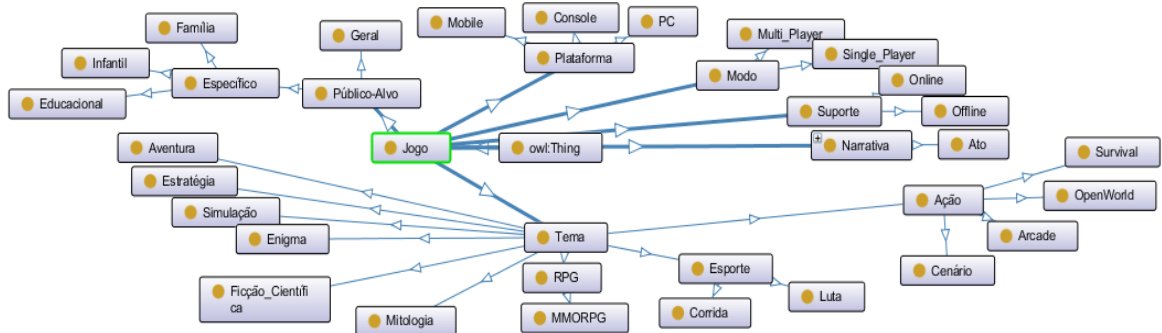 Família
Geral
Mobile
Console
PC
Multi_Player
Infantil
Específico
Plataforma
Modo
Single_Player
Educacional
Público-Alvo
Online
Suporte
Offline
Aventura
Jogo
owl:Thing
Narrativa
Ato
Survival
Estratégia
Simulação
Enigma
Tema
Ação
OpenWorld
Arcade
Ficção_Científi
ca
Mitologia
RPG
MMORPG
Esporte
Corrida
Luta
Cenário